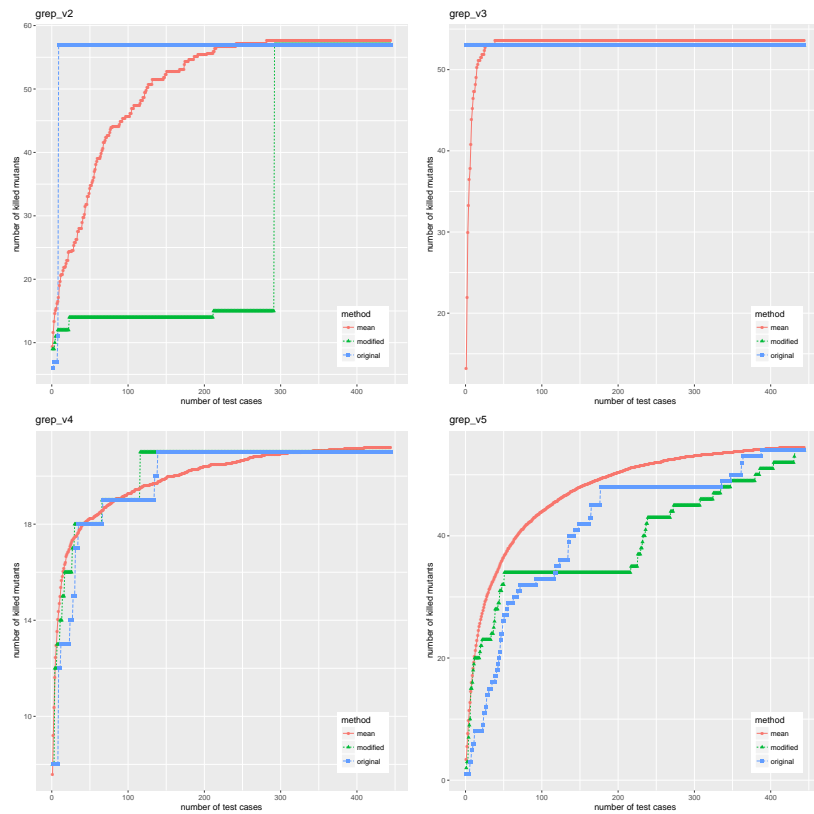 grep_v2
number of killed mutants
60
50
40
30
20
10
method
mean
modified
original
0
100
200
300
400
number of test cases
grep_v3
number of killed mutants
50
40
30
20
method
mean
modified
original
0
100
200
300
400
number of test cases
grep_v4
number of killed mutants
18
14
10
method
mean
modified
original
0
100
200
300
400
number of test cases
grep_v5
number of killed mutants
40
20
0
method
mean
modified
original
0
100
200
300
400
number of test cases